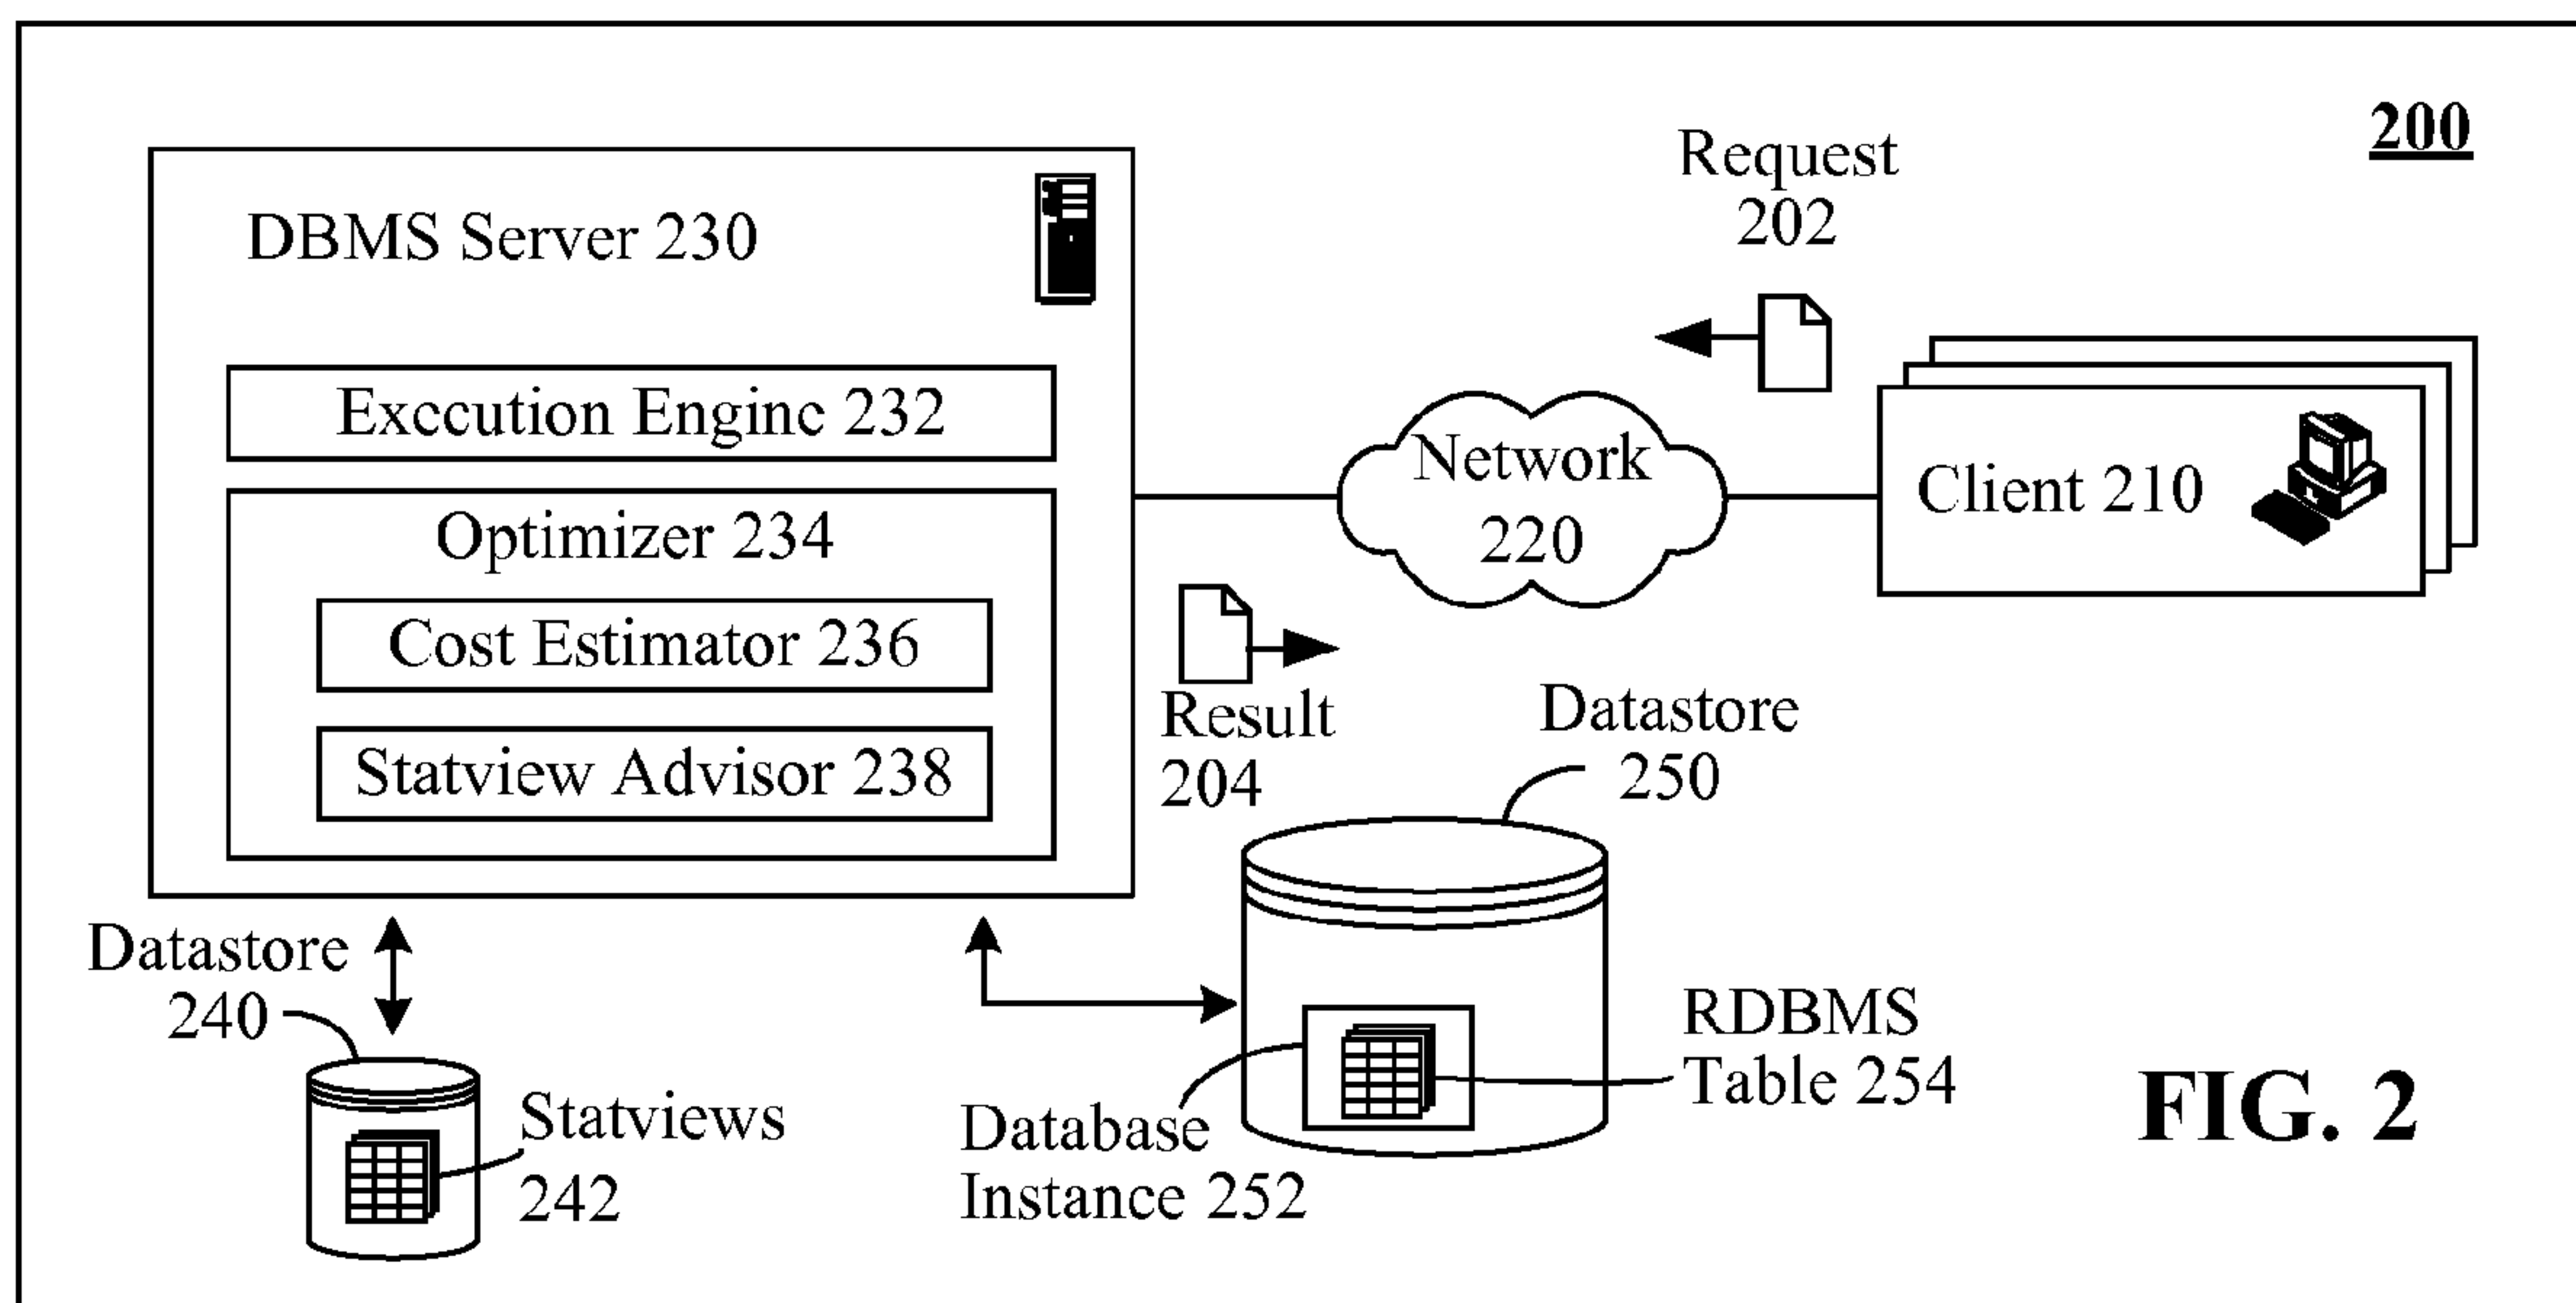 200
Request
202
DBMS Server 230
Exccution Enginc 232
Optimizer 234
Cost Estimator 236
Statview Advisor 238
Network
220
Client 210
Result
204
Datastore
250
Datastore
240
Statviews
242
Database
Instance 252
RDBMS
Table 254
FIG. 2